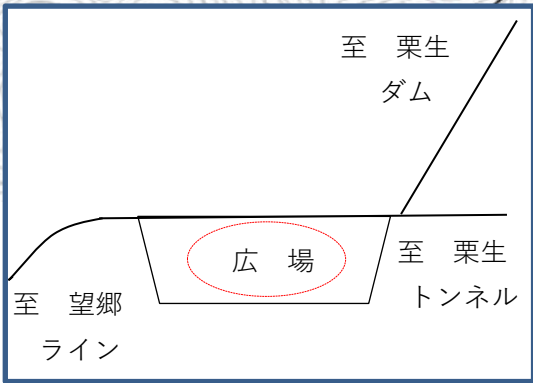 至　栗生
ダム
広　場
至　栗生
トンネル
至　望郷
ライン